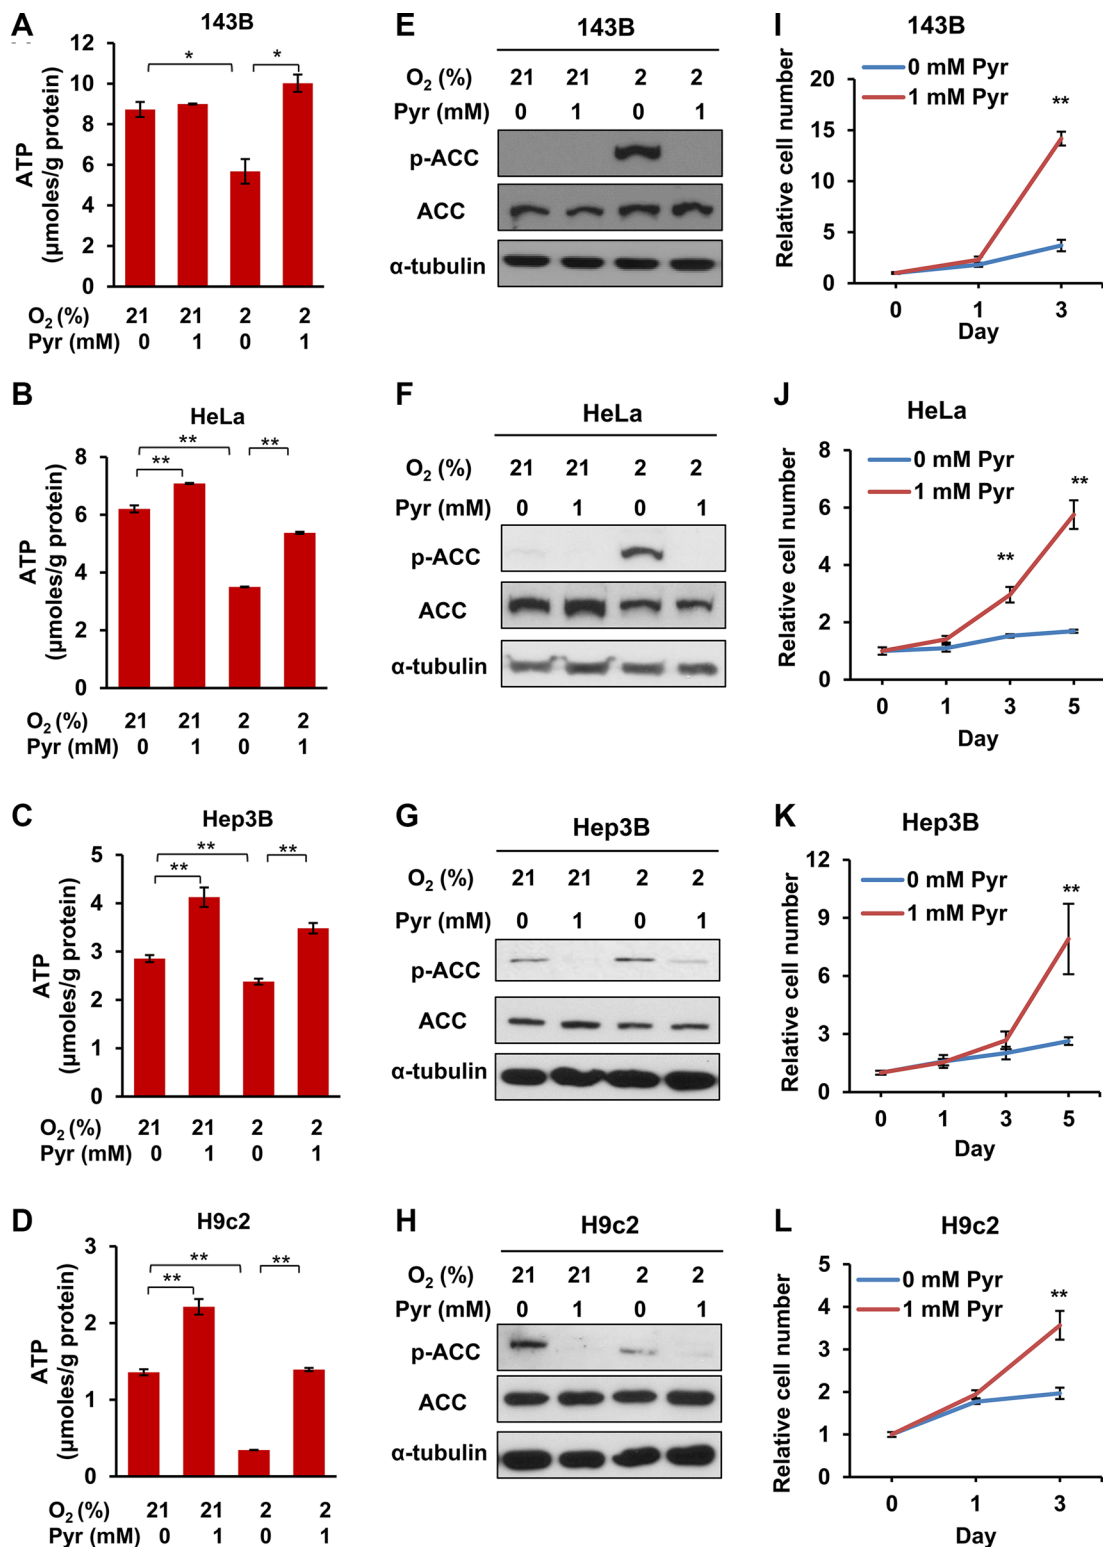 A
143B
ATP
(µmoles/g protein)
12
10
8
6
4
2
0
*
*
O2 (%) 21 21 2 2
Pyr (mM) 0 1 0 1
E
143B
O2 (%) 21 21 2 2
Pyr (mM) 0 1 0 1
p-ACC
ACC
α-tubulin
I
143B
0 mM Pyr
1 mM Pyr
Relative cell number
20
15
10
5
0
**
0 1 3
Day
B
HeLa
ATP
(µmoles/g protein)
8
6
4
2
0
**
**
**
O2 (%) 21 21 2 2
Pyr (mM) 0 1 0 1
F
HeLa
O2 (%) 21 21 2 2
Pyr (mM) 0 1 0 1
p-ACC
ACC
α-tubulin
J
HeLa
0 mM Pyr
1 mM Pyr
Relative cell number
8
6
4
2
0
**
**
0 1 3 5
Day
C
Hep3B
ATP
(µmoles/g protein)
5
4
3
2
1
0
**
**
**
O2 (%) 21 21 2 2
Pyr (mM) 0 1 0 1
G
Hep3B
O2 (%) 21 21 2 2
Pyr (mM) 0 1 0 1
p-ACC
ACC
α-tubulin
K
Hep3B
0 mM Pyr
1 mM Pyr
Relative cell number
12
9
6
3
0
**
0 1 3 5
Day
D
H9c2
ATP
(µmoles/g protein)
3
2
1
0
**
**
**
O2 (%) 21 21 2 2
Pyr (mM) 0 1 0 1
H
H9c2
O2 (%) 21 21 2 2
Pyr (mM) 0 1 0 1
p-ACC
ACC
α-tubulin
L
H9c2
0 mM Pyr
1 mM Pyr
Relative cell number
5
4
3
2
1
0
**
0 1 3
Day